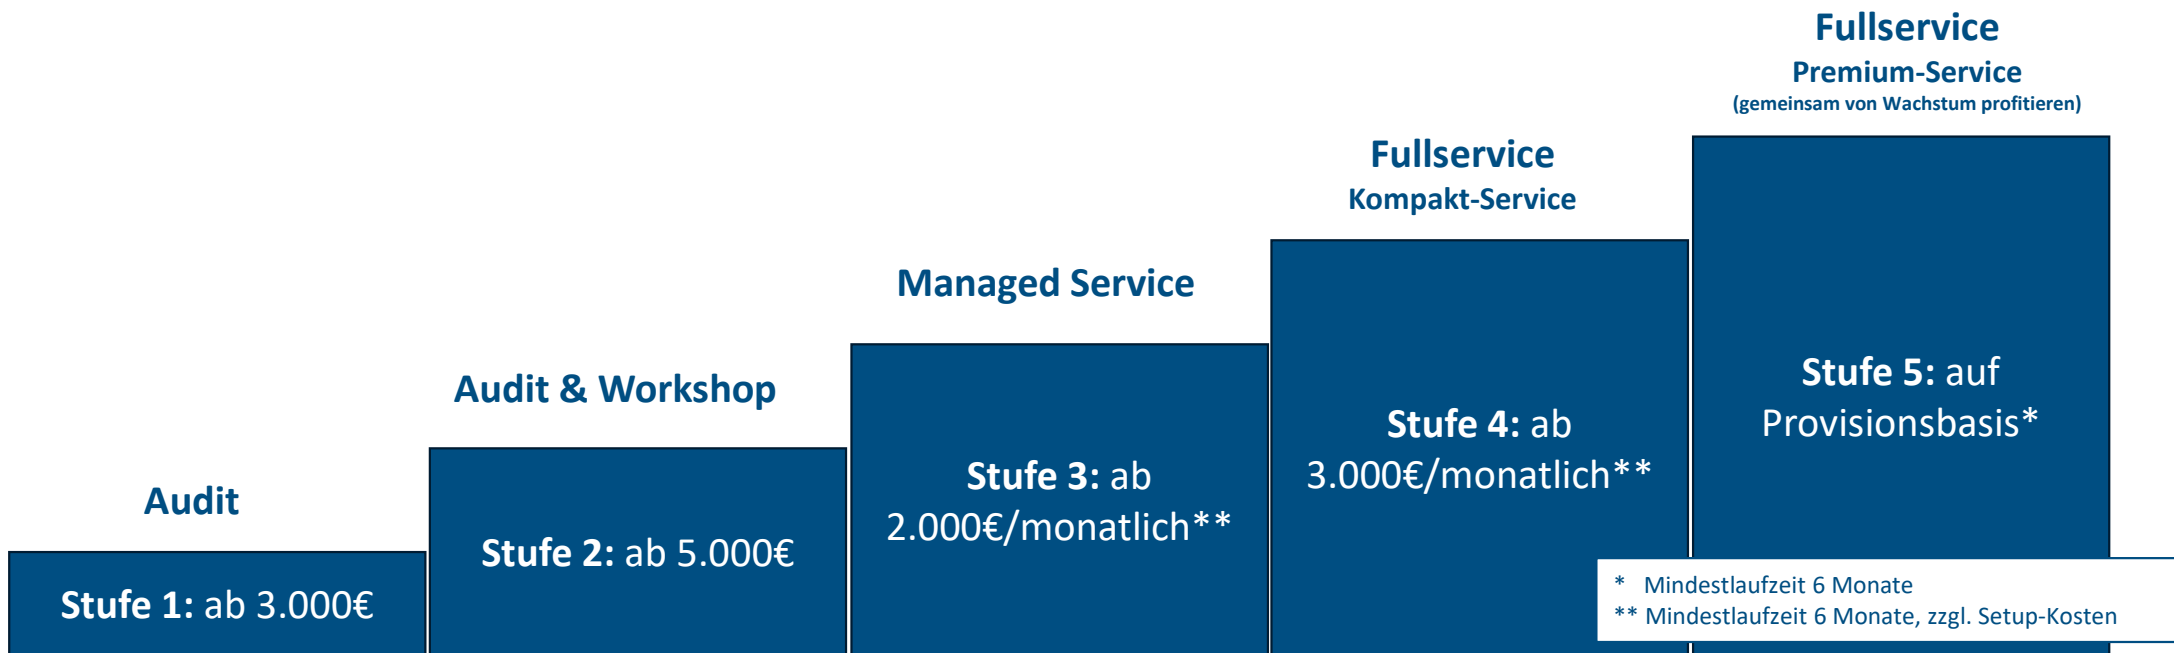 Fullservice
Premium-Service
(gemeinsam von Wachstum profitieren)
Fullservice
Kompakt-Service
Managed Service
Audit & Workshop
Audit
Stufe 1: ab 3.000€
Stufe 2: ab 5.000€
Stufe 3: ab
2.000€/monatlich**
Stufe 4: ab
3.000€/monatlich**
Stufe 5: auf
Provisionsbasis*
* Mindestlaufzeit 6 Monate
** Mindestlaufzeit 6 Monate, zzgl. Setup-Kosten